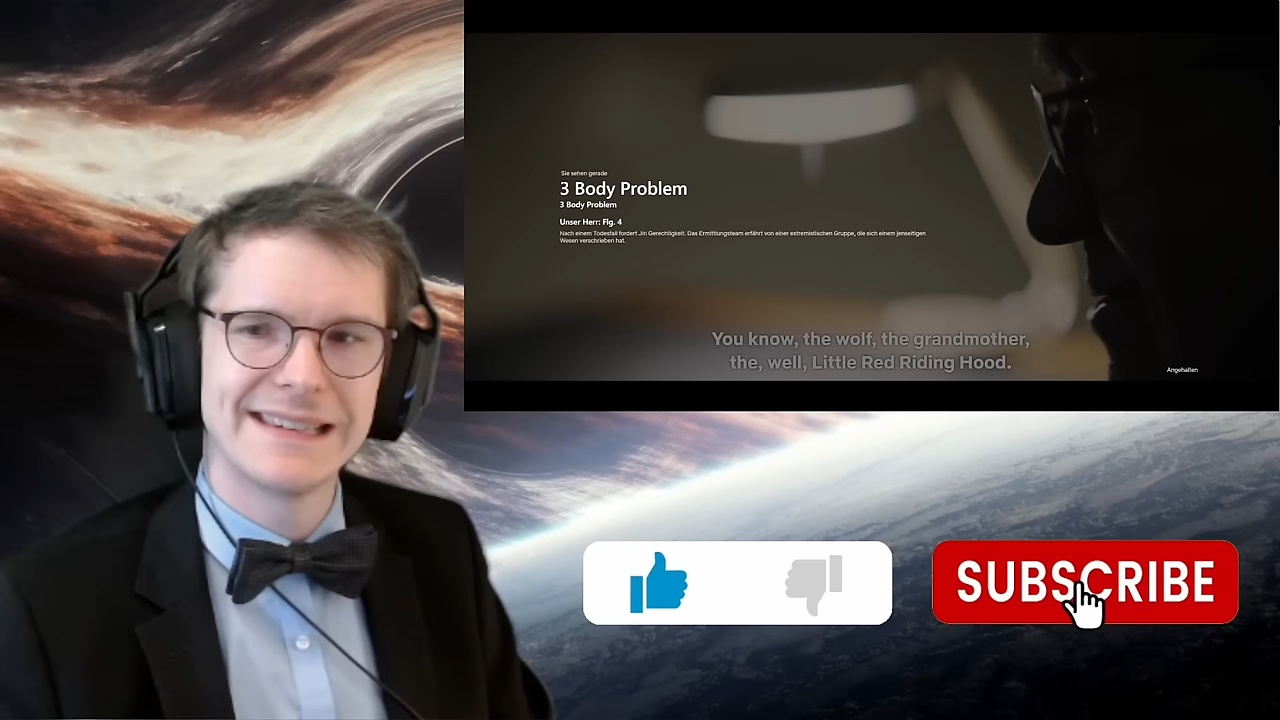 Sie sehen gerade
3 Body Problem
3 Body Problem
Unser Herr: Flg. 4
Nach einem Todesfall fordert Jin Gerechtigkeit. Das Ermittlungsteam erfährt von einer extremistischen Gruppe, die sich einem jenseitigen
Wesen verschrieben hat.
You know, the wolf, the grandmother,
the, well, Little Red Riding Hood.
Angehalten
SUBSCRIBE